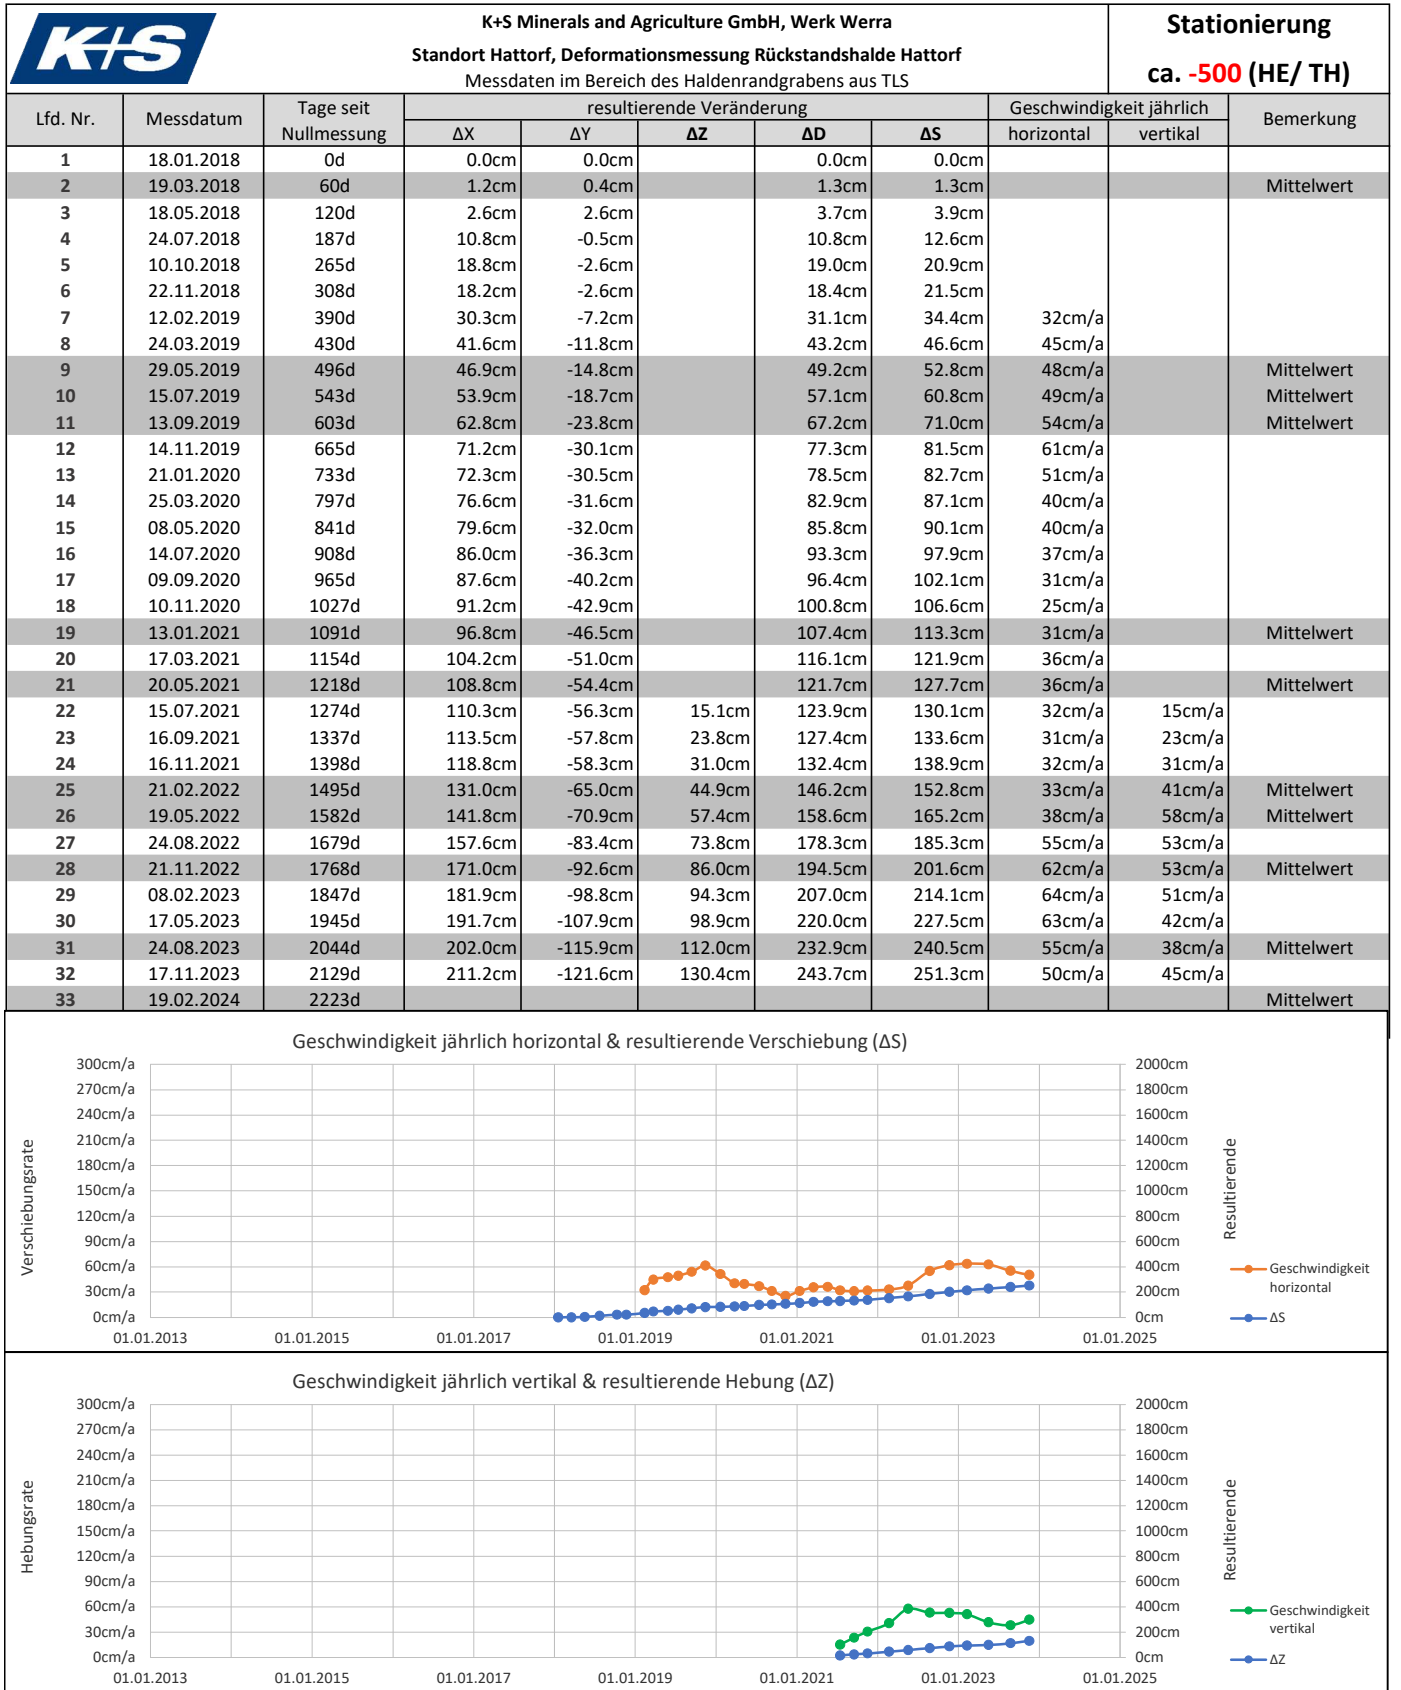 K+S
K+S Minerals and Agriculture GmbH, Werk Werra
Standort Hattorf, Deformationsmessung Rückstandshalde Hattorf
Messdaten im Bereich des Haldenrandgrabens aus TLS
Stationierung
ca. -500 (HE/ TH)
Lfd. Nr. Messdatum Tage seit Nullmessung resultierende Veränderung Geschwindigkeit jährlich Bemerkung
ΔX ΔY ΔZ ΔD ΔS horizontal vertikal
1 18.01.2018 0d 0.0cm 0.0cm 0.0cm 0.0cm
2 19.03.2018 60d 1.2cm 0.4cm 1.3cm 1.3cm Mittelwert
3 18.05.2018 120d 2.6cm 2.6cm 3.7cm 3.9cm
4 24.07.2018 187d 10.8cm -0.5cm 10.8cm 12.6cm
5 10.10.2018 265d 18.8cm -2.6cm 19.0cm 20.9cm
6 22.11.2018 308d 18.2cm -2.6cm 18.4cm 21.5cm
7 12.02.2019 390d 30.3cm -7.2cm 31.1cm 34.4cm 32cm/a
8 24.03.2019 430d 41.6cm -11.8cm 43.2cm 46.6cm 45cm/a
9 29.05.2019 496d 46.9cm -14.8cm 49.2cm 52.8cm 48cm/a Mittelwert
10 15.07.2019 543d 53.9cm -18.7cm 57.1cm 60.8cm 49cm/a Mittelwert
11 13.09.2019 603d 62.8cm -23.8cm 67.2cm 71.0cm 54cm/a Mittelwert
12 14.11.2019 665d 71.2cm -30.1cm 77.3cm 81.5cm 61cm/a
13 21.01.2020 733d 72.3cm -30.5cm 78.5cm 82.7cm 51cm/a
14 25.03.2020 797d 76.6cm -31.6cm 82.9cm 87.1cm 40cm/a
15 08.05.2020 841d 79.6cm -32.0cm 85.8cm 90.1cm 40cm/a
16 14.07.2020 908d 86.0cm -36.3cm 93.3cm 97.9cm 37cm/a
17 09.09.2020 965d 87.6cm -40.2cm 96.4cm 102.1cm 31cm/a
18 10.11.2020 1027d 91.2cm -42.9cm 100.8cm 106.6cm 25cm/a
19 13.01.2021 1091d 96.8cm -46.5cm 107.4cm 113.3cm 31cm/a Mittelwert
20 17.03.2021 1154d 104.2cm -51.0cm 116.1cm 121.9cm 36cm/a
21 20.05.2021 1218d 108.8cm -54.4cm 121.7cm 127.7cm 36cm/a Mittelwert
22 15.07.2021 1274d 110.3cm -56.3cm 15.1cm 123.9cm 130.1cm 32cm/a 15cm/a
23 16.09.2021 1337d 113.5cm -57.8cm 23.8cm 127.4cm 133.6cm 31cm/a 23cm/a
24 16.11.2021 1398d 118.8cm -58.3cm 31.0cm 132.4cm 138.9cm 32cm/a 31cm/a
25 21.02.2022 1495d 131.0cm -65.0cm 44.9cm 146.2cm 152.8cm 33cm/a 41cm/a Mittelwert
26 19.05.2022 1582d 141.8cm -70.9cm 57.4cm 158.6cm 165.2cm 38cm/a 58cm/a Mittelwert
27 24.08.2022 1679d 157.6cm -83.4cm 73.8cm 178.3cm 185.3cm 55cm/a 53cm/a
28 21.11.2022 1768d 171.0cm -92.6cm 86.0cm 194.5cm 201.6cm 62cm/a 53cm/a Mittelwert
29 08.02.2023 1847d 181.9cm -98.8cm 94.3cm 207.0cm 214.1cm 64cm/a 51cm/a
30 17.05.2023 1945d 191.7cm -107.9cm 98.9cm 220.0cm 227.5cm 63cm/a 42cm/a
31 24.08.2023 2044d 202.0cm -115.9cm 112.0cm 232.9cm 240.5cm 55cm/a 38cm/a Mittelwert
32 17.11.2023 2129d 211.2cm -121.6cm 130.4cm 243.7cm 251.3cm 50cm/a 45cm/a
33 19.02.2024 2223d Mittelwert
Geschwindigkeit jährlich horizontal & resultierende Verschiebung (ΔS)
300cm/a 2000cm
270cm/a 1800cm
240cm/a 1600cm
210cm/a 1400cm
180cm/a 1200cm
150cm/a 1000cm
120cm/a 800cm
90cm/a 600cm
60cm/a 400cm
30cm/a 200cm
0cm/a 0cm
Verschiebungsrate
Resultierende
Geschwindigkeit
horizontal
ΔS
01.01.2013 01.01.2015 01.01.2017 01.01.2019 01.01.2021 01.01.2023 01.01.2025
Geschwindigkeit jährlich vertikal & resultierende Hebung (ΔZ)
300cm/a 2000cm
270cm/a 1800cm
240cm/a 1600cm
210cm/a 1400cm
180cm/a 1200cm
150cm/a 1000cm
120cm/a 800cm
90cm/a 600cm
60cm/a 400cm
30cm/a 200cm
0cm/a 0cm
Hebungsrate
Resultierende
Geschwindigkeit
vertikal
ΔZ
01.01.2013 01.01.2015 01.01.2017 01.01.2019 01.01.2021 01.01.2023 01.01.2025